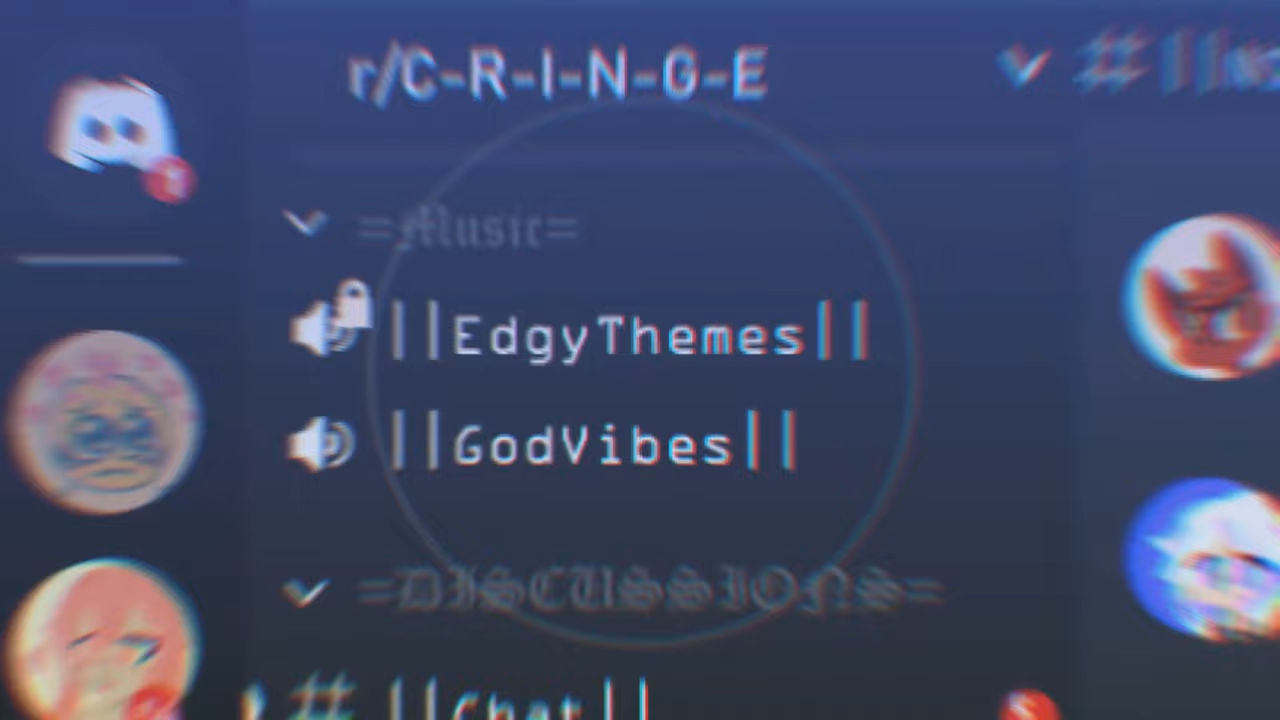 r/C-R-I-N-G-E
=Music=
||EdgyThemes||
||GodVibes||
=DISCUSSIONS=
# ||Chat||